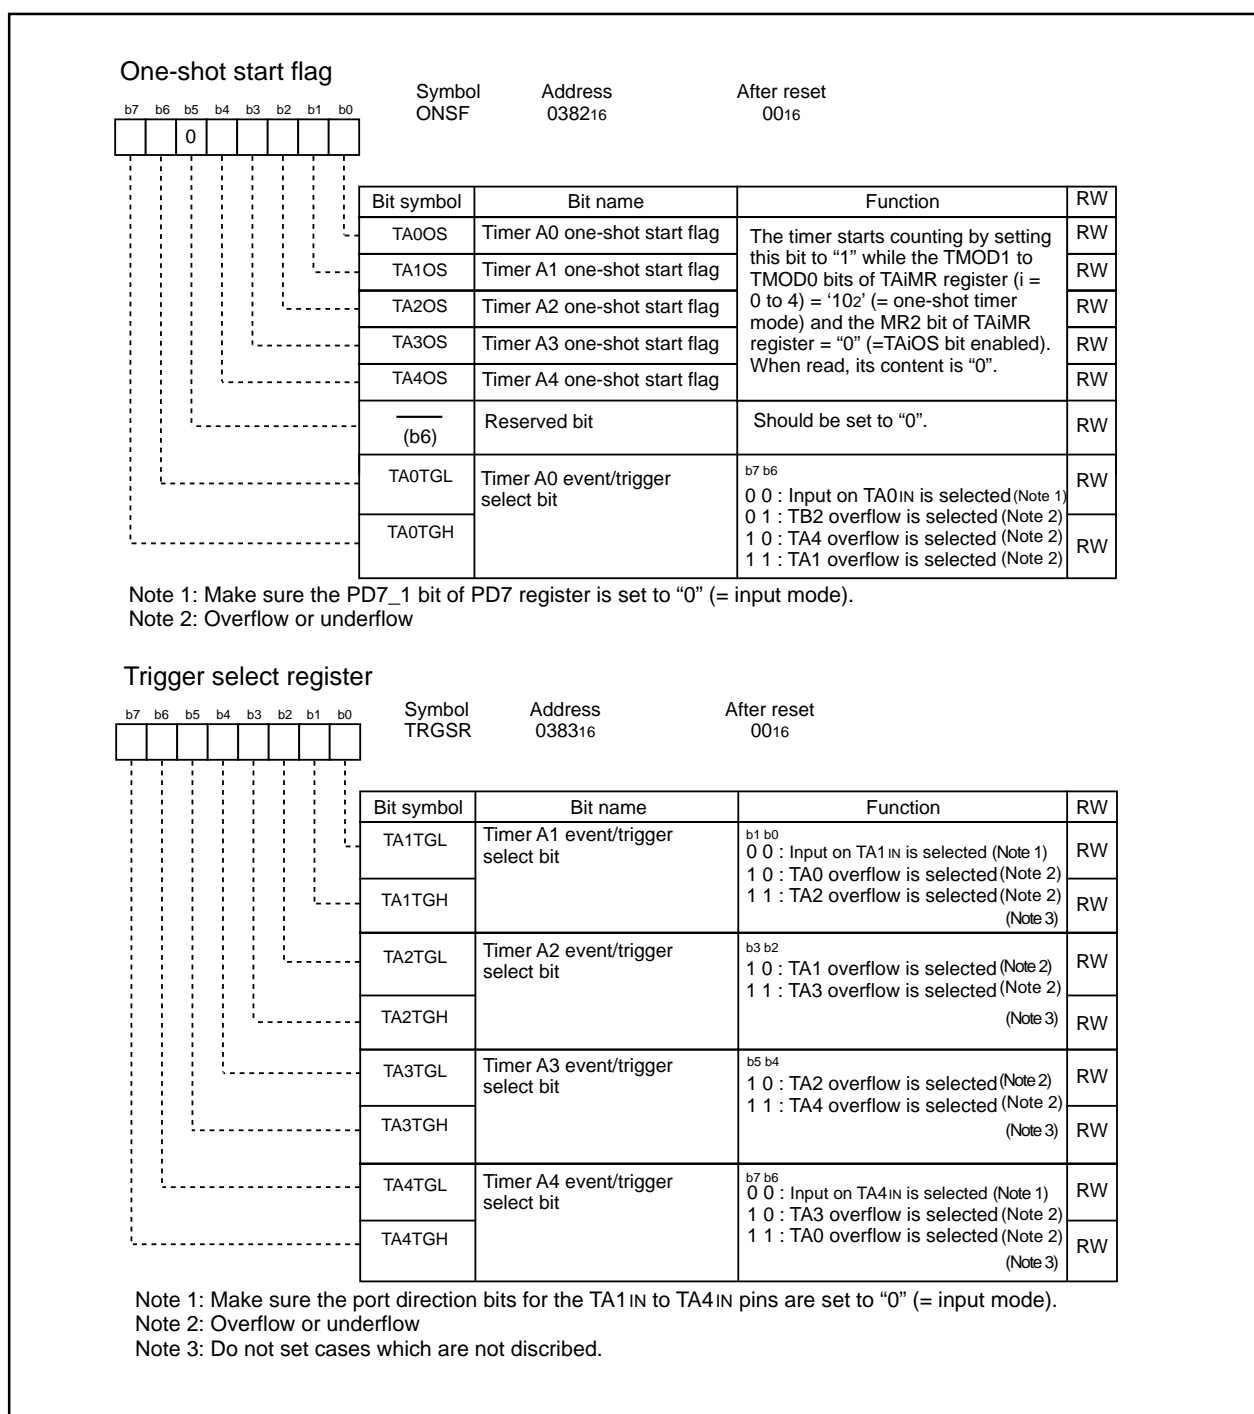 One-shot start flag
Symbol Address After reset
ONSF 038216 0016
b7 b6 b5 b4 b3 b2 b1 b0
0
Bit symbol Bit name Function RW
TA0OS Timer A0 one-shot start flag RW
TA1OS Timer A1 one-shot start flag RW
TA2OS Timer A2 one-shot start flag RW
TA3OS Timer A3 one-shot start flag RW
TA4OS Timer A4 one-shot start flag RW
The timer starts counting by setting
this bit to “1” while the TMOD1 to
TMOD0 bits of TAiMR register (i =
0 to 4) = ‘102’ (= one-shot timer
mode) and the MR2 bit of TAiMR
register = “0” (=TAiOS bit enabled).
When read, its content is “0”.
(b6) Reserved bit Should be set to “0”. RW
TA0TGL Timer A0 event/trigger
select bit
RW
TA0TGH RW
b7 b6
0 0 : Input on TA0IN is selected (Note 1)
0 1 : TB2 overflow is selected (Note 2)
1 0 : TA4 overflow is selected (Note 2)
1 1 : TA1 overflow is selected (Note 2)
Note 1: Make sure the PD7_1 bit of PD7 register is set to “0” (= input mode).
Note 2: Overflow or underflow
Trigger select register
Symbol Address After reset
TRGSR 038316 0016
b7 b6 b5 b4 b3 b2 b1 b0
Bit symbol Bit name Function RW
TA1TGL Timer A1 event/trigger
select bit
RW
TA1TGH RW
b1 b0
0 0 : Input on TA1IN is selected (Note 1)
1 0 : TA0 overflow is selected (Note 2)
1 1 : TA2 overflow is selected (Note 2)
(Note 3)
TA2TGL Timer A2 event/trigger
select bit
RW
TA2TGH RW
b3 b2
1 0 : TA1 overflow is selected (Note 2)
1 1 : TA3 overflow is selected (Note 2)
(Note 3)
TA3TGL Timer A3 event/trigger
select bit
RW
TA3TGH RW
b5 b4
1 0 : TA2 overflow is selected (Note 2)
1 1 : TA4 overflow is selected (Note 2)
(Note 3)
TA4TGL Timer A4 event/trigger
select bit
RW
TA4TGH RW
b7 b6
0 0 : Input on TA4IN is selected (Note 1)
1 0 : TA3 overflow is selected (Note 2)
1 1 : TA0 overflow is selected (Note 2)
(Note 3)
Note 1: Make sure the port direction bits for the TA1IN to TA4IN pins are set to “0” (= input mode).
Note 2: Overflow or underflow
Note 3: Do not set cases which are not discribed.